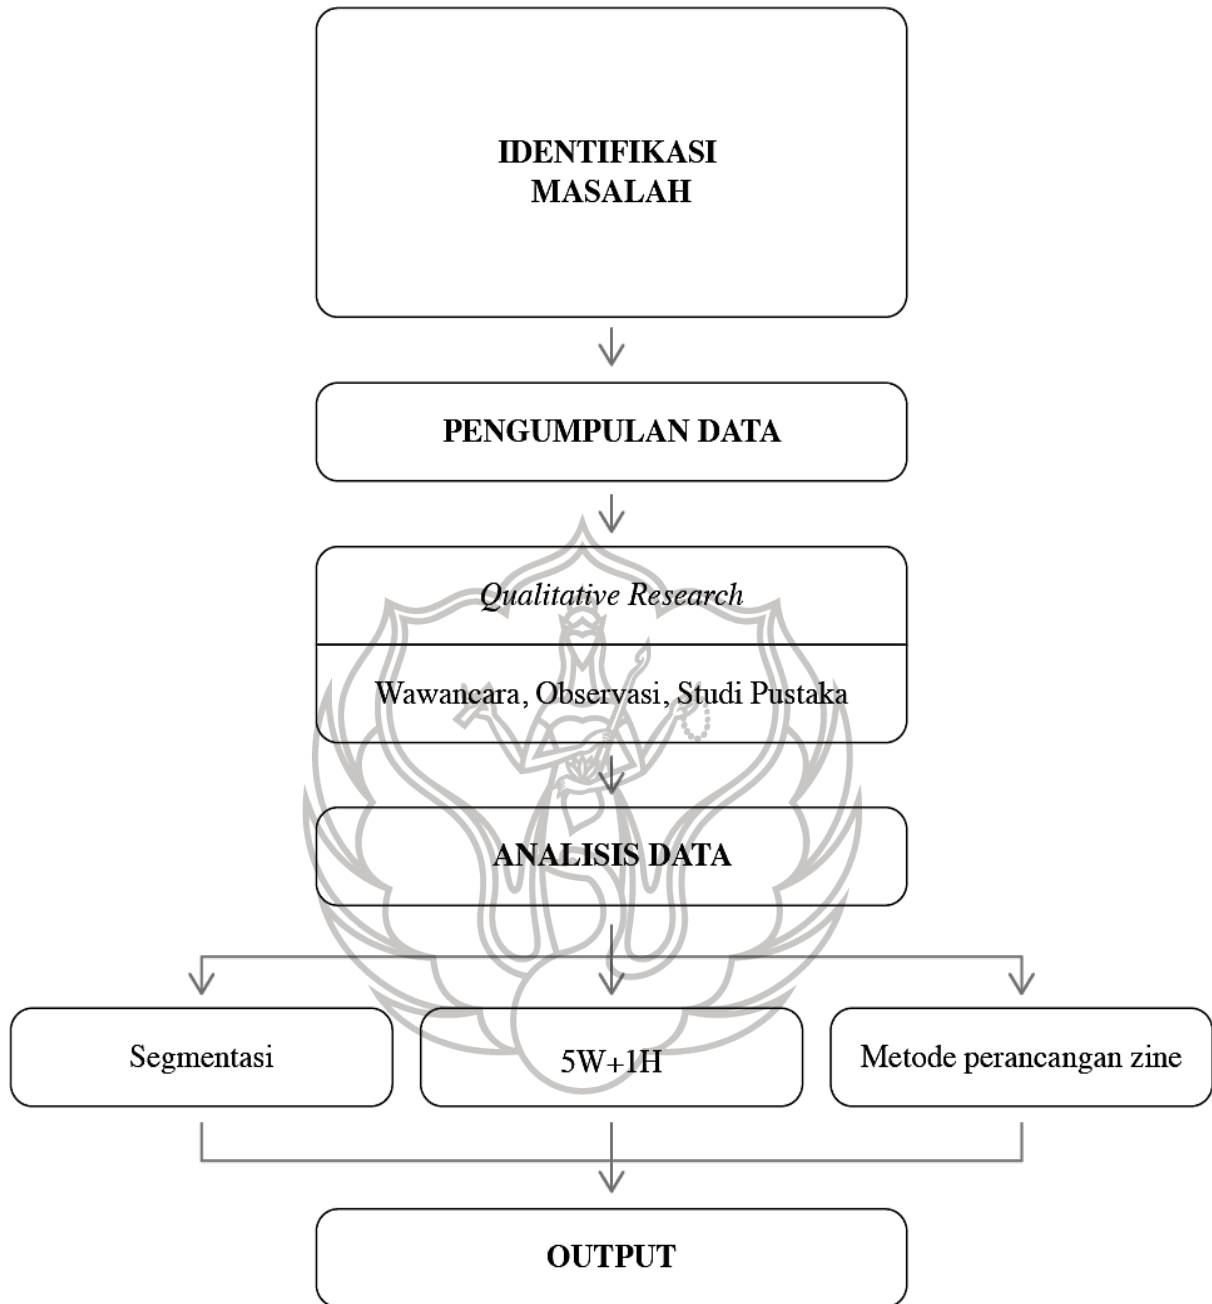 IDENTIFIKASI
MASALAH
PENGUMPULAN DATA
Qualitative Research
Wawancara, Observasi, Studi Pustaka
ANALISIS DATA
Segmentasi
5W+1H
Metode perancangan zine
OUTPUT